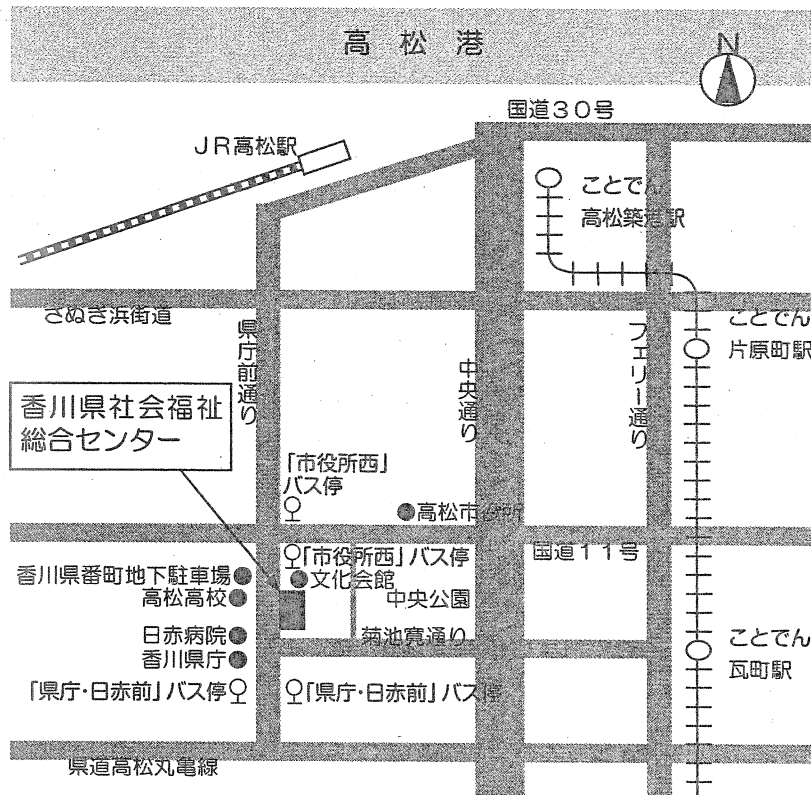 高松港
N
国道30号
JR高松駅
ことでん
高松築港駅
さぬき浜街道
ことでん
片原町駅
県庁前通り
中央通り
フェリー通り
香川県社会福祉
総合センター
「市役所西」
バス停
高松市役所
国道11号
「市役所西」バス停
香川県番町地下駐車場
文化会館
高松高校
中央公園
日赤病院
菊池寛通り
ことでん
瓦町駅
香川県庁
「県庁・日赤前」バス停
「県庁・日赤前」バス停
県道高松丸亀線